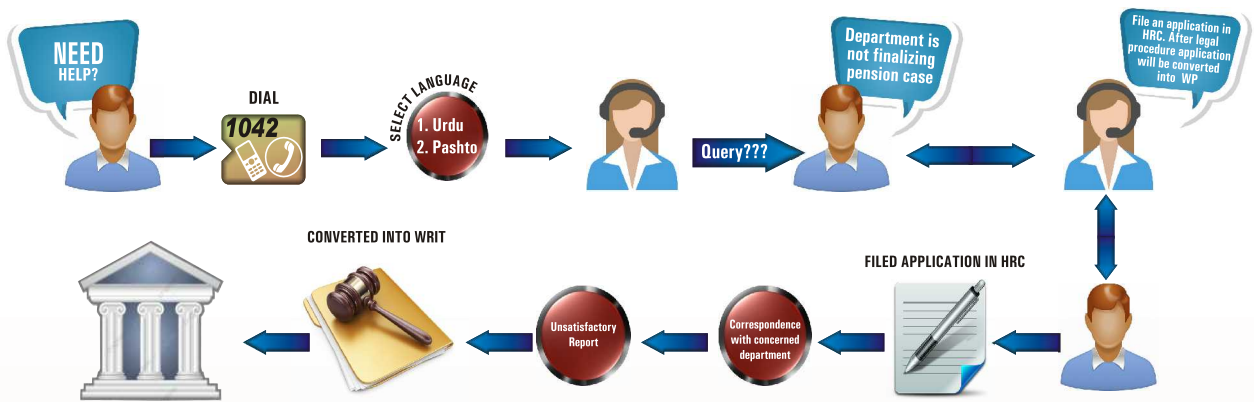 NEED
HELP?
DIAL
1042
SELECT LANGUAGE
1. Urdu
2. Pashto
Query???
Department is
not finalizing
pension case
File an application in
HRC. After legal
procedure application
will be converted
into WP
CONVERTED INTO WRIT
Unsatisfactory
Report
Correspondence
with concerned
department
FILED APPLICATION IN HRC